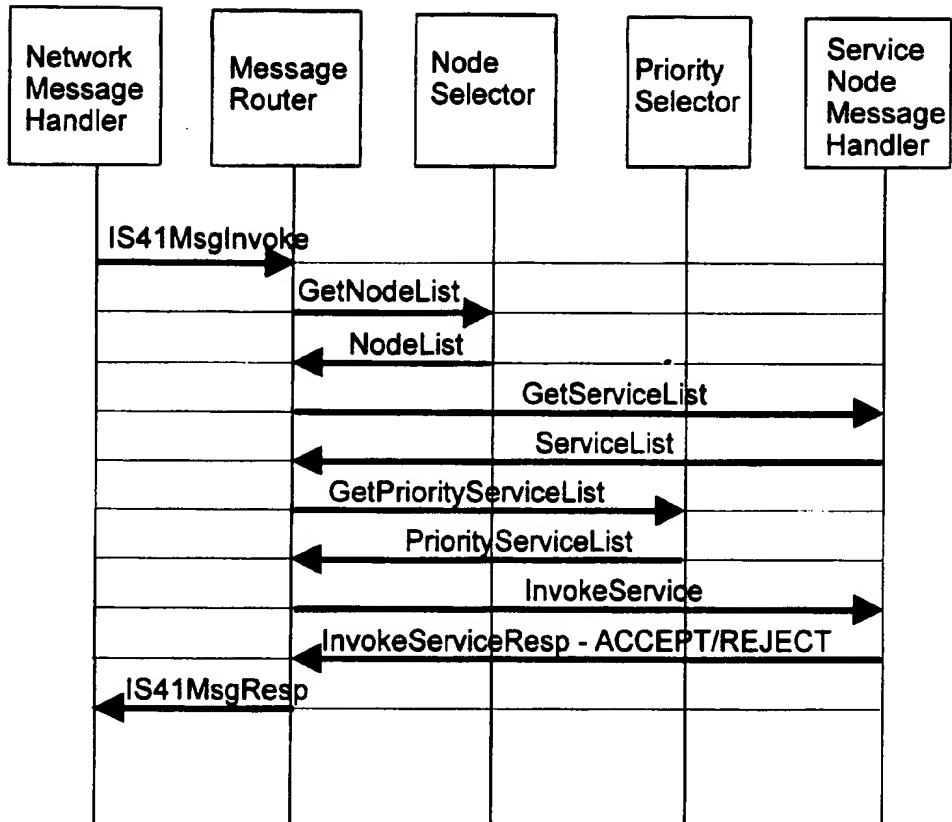 Network
Message
Handler
Message
Router
Node
Selector
Priority
Selector
Service
Node
Message
Handler
IS41MsgInvoke
GetNodeList
NodeList
GetServiceList
ServiceList
GetPriorityServiceList
PriorityServiceList
InvokeService
InvokeServiceResp - ACCEPT/REJECT
IS41MsgResp